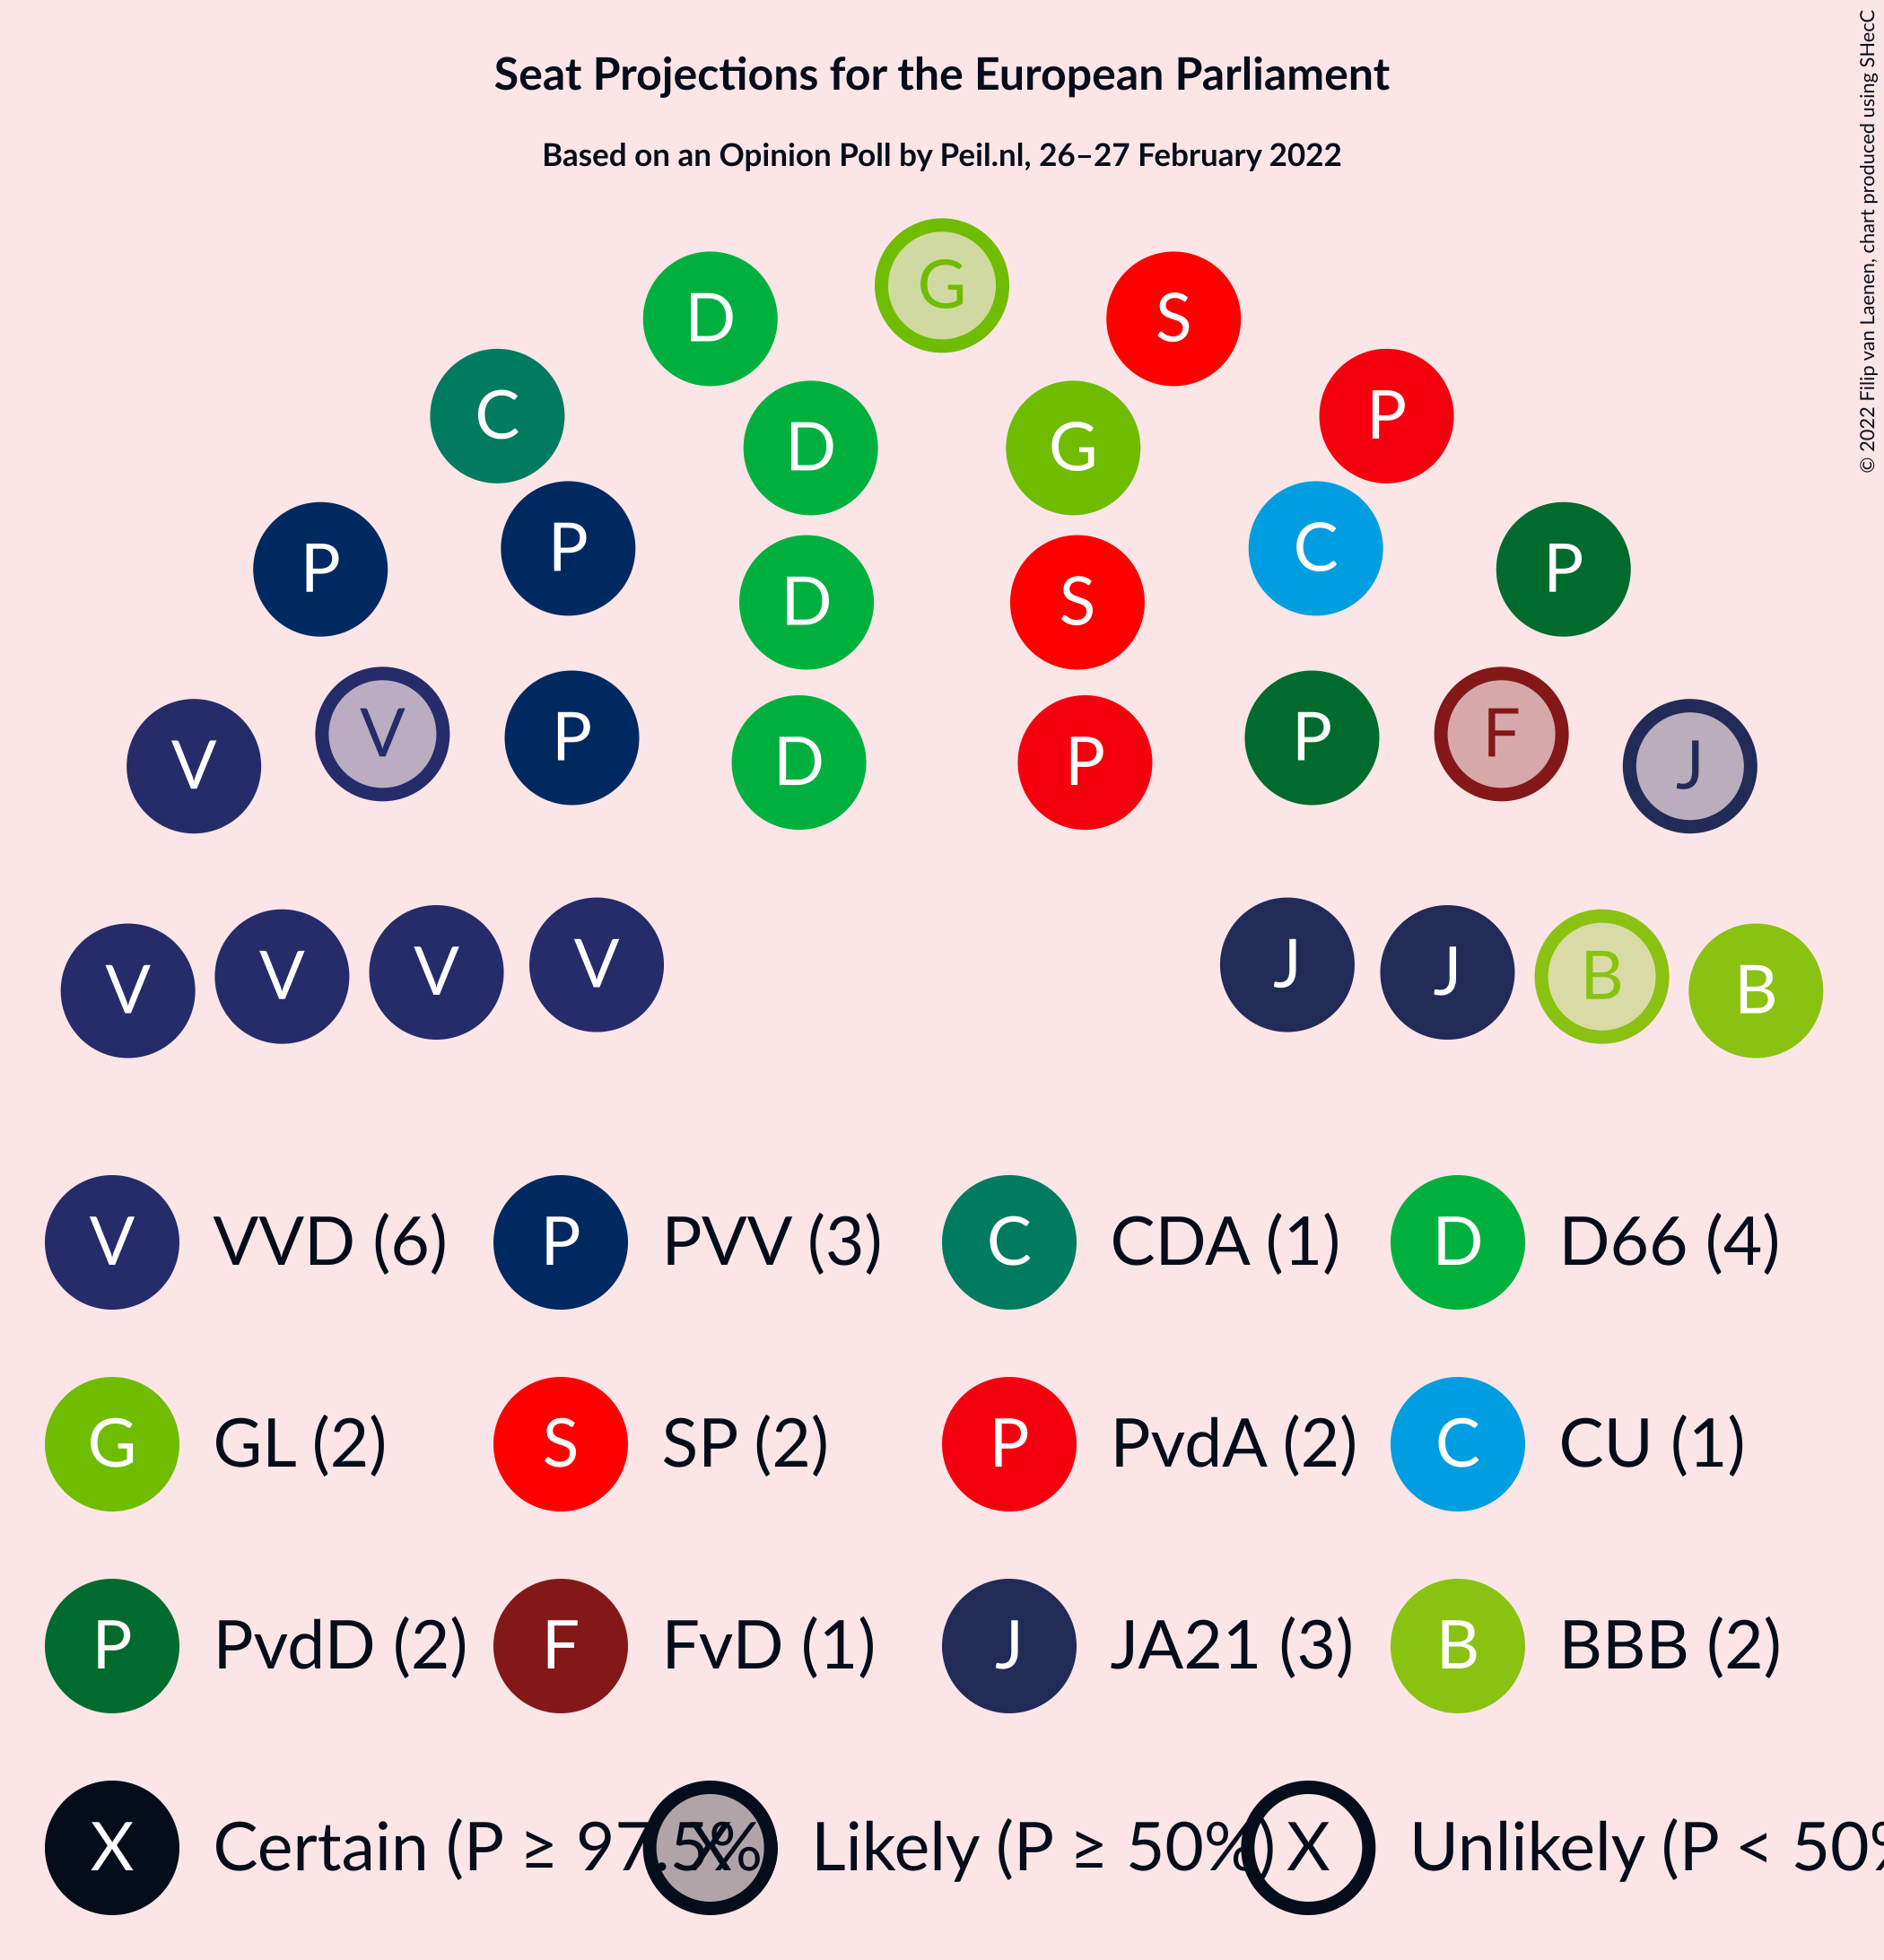 Seat Projections for the European Parliament
Based on an Opinion Poll by Peil.nl, 26–27 February 2022
© 2022 Filip van Laenen, chart produced using SHecC
G
D S
C P
D G
P P C P
D S
V V P P F J
D P
V V V V J J B B
V VVD (6) P PVV (3) C CDA (1) D D66 (4)
G GL (2) S SP (2) P PvdA (2) C CU (1)
P PvdD (2) F FvD (1) J JA21 (3) B BBB (2)
X Certain (P ≥ 97.5% X Likely (P ≥ 50%) X Unlikely (P < 50%